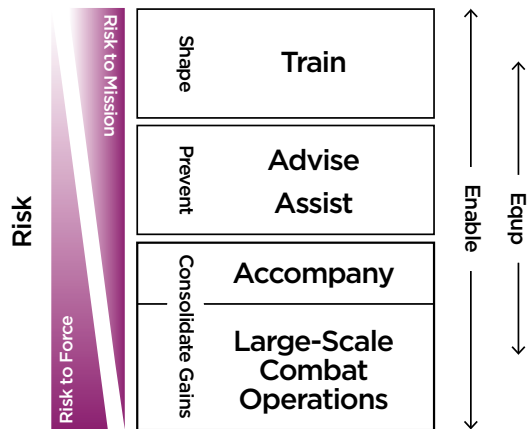 Risk
Risk to Mission
Risk to Force
Shape
Train
Prevent
Advise
Assist
Consolidate Gains
Accompany
Large-Scale
Combat
Operations
Enable
Equp